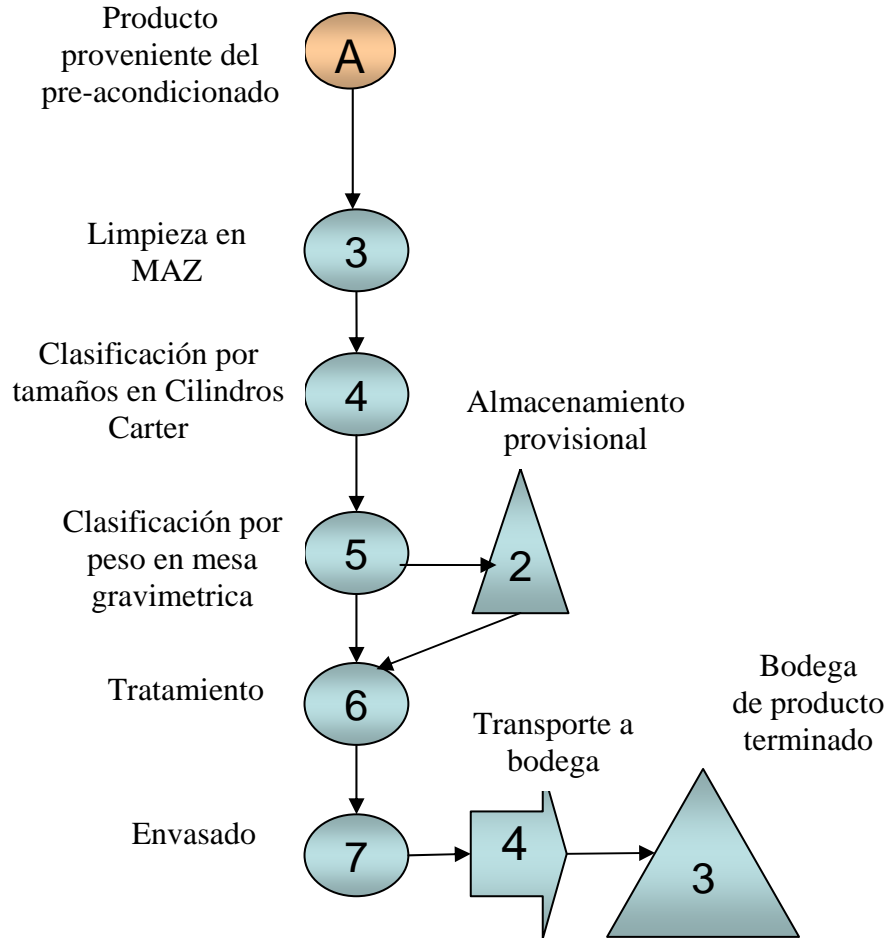 Producto
proveniente del
pre-acondicionado
A
Limpieza en
MAZ
3
Clasificación por
tamaños en Cilindros
Carter
4
Almacenamiento
provisional
Clasificación por
peso en mesa
gravimetrica
5
2
Tratamiento
6
Bodega
de producto
terminado
Transporte a
bodega
Envasado
7
4
3